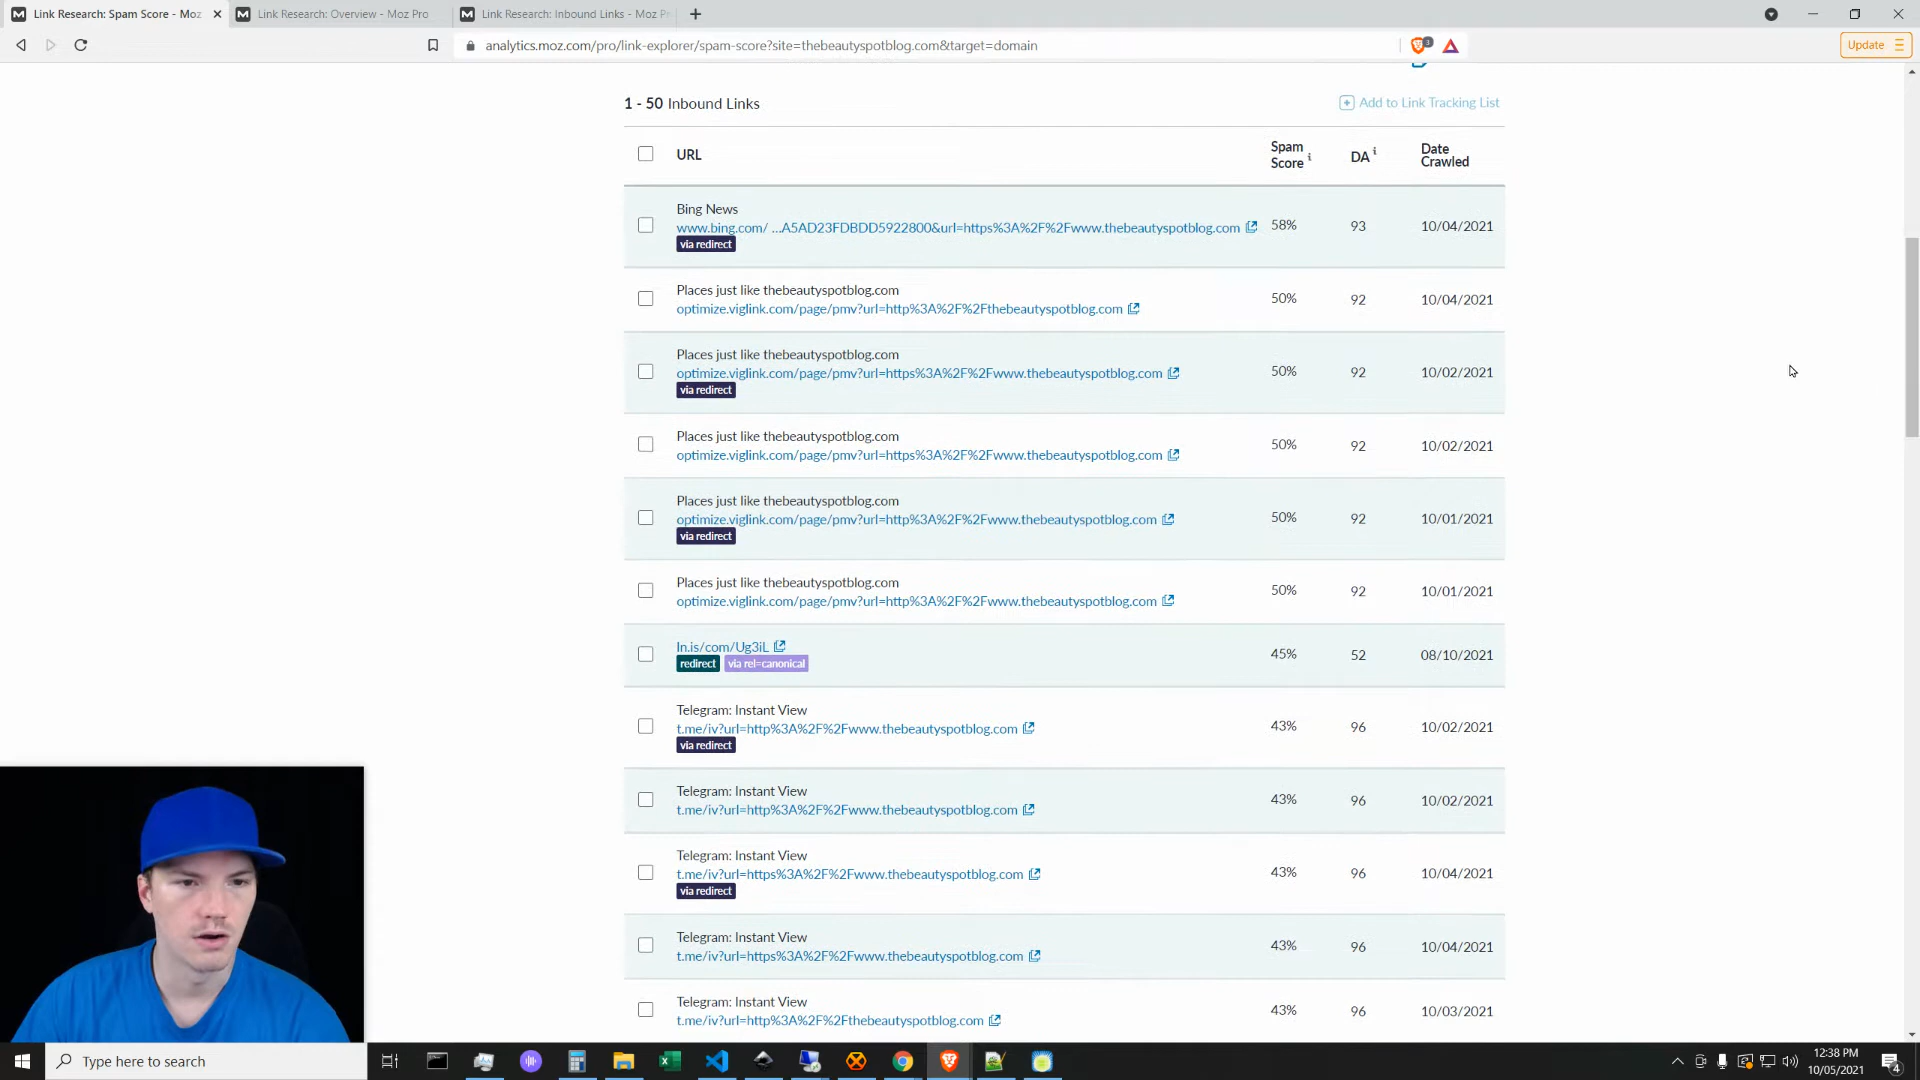 Link Research: Spam Score - Moz
Link Research: Overview - Moz Pro
Link Research: Inbound Links - Moz Pr
analytics.moz.com/pro/link-explorer/spam-score?site=thebeautyspotblog.com&target=domain
3
Update
1 - 50 Inbound Links
Add to Link Tracking List
URL
Spam Score i
DA i
Date Crawled
Bing News
www.bing.com/ ...A5AD23FDBDD5922800&url=https%3A%2F%2Fwww.thebeautyspotblog.com
via redirect
58% 93 10/04/2021
Places just like thebeautyspotblog.com
optimize.viglink.com/page/pmv?url=http%3A%2F%2Fthebeautyspotblog.com
50% 92 10/04/2021
Places just like thebeautyspotblog.com
optimize.viglink.com/page/pmv?url=https%3A%2F%2Fwww.thebeautyspotblog.com
via redirect
50% 92 10/02/2021
Places just like thebeautyspotblog.com
optimize.viglink.com/page/pmv?url=https%3A%2F%2Fwww.thebeautyspotblog.com
50% 92 10/02/2021
Places just like thebeautyspotblog.com
optimize.viglink.com/page/pmv?url=http%3A%2F%2Fwww.thebeautyspotblog.com
via redirect
50% 92 10/01/2021
Places just like thebeautyspotblog.com
optimize.viglink.com/page/pmv?url=http%3A%2F%2Fwww.thebeautyspotblog.com
50% 92 10/01/2021
ln.is/com/Ug3iL
redirect via rel=canonical
45% 52 08/10/2021
Telegram: Instant View
t.me/iv?url=http%3A%2F%2Fwww.thebeautyspotblog.com
via redirect
43% 96 10/02/2021
Telegram: Instant View
t.me/iv?url=http%3A%2F%2Fwww.thebeautyspotblog.com
43% 96 10/02/2021
Telegram: Instant View
t.me/iv?url=https%3A%2F%2Fwww.thebeautyspotblog.com
via redirect
43% 96 10/04/2021
Telegram: Instant View
t.me/iv?url=https%3A%2F%2Fwww.thebeautyspotblog.com
43% 96 10/04/2021
Telegram: Instant View
t.me/iv?url=http%3A%2F%2Fthebeautyspotblog.com
43% 96 10/03/2021
Type here to search
12:38 PM
10/05/2021
4